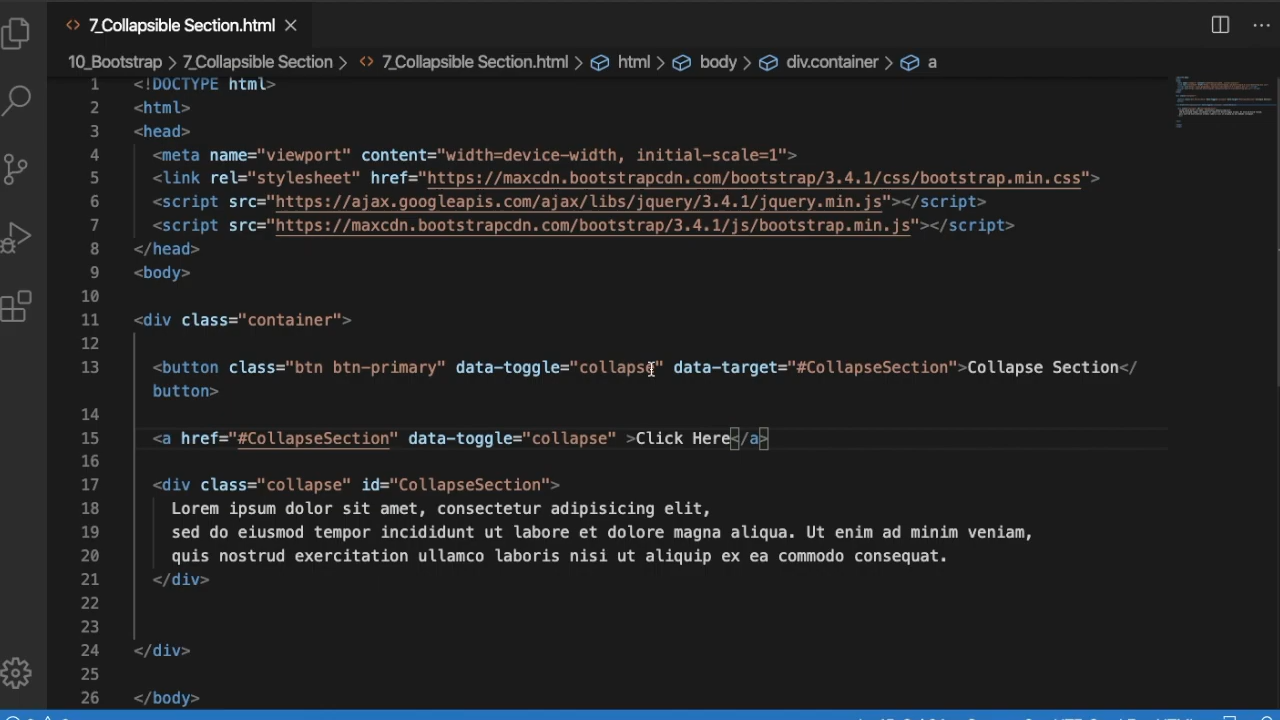 7_Collapsible Section.html
10_Bootstrap > 7_Collapsible Section > 7_Collapsible Section.html > html > body > div.container > a
1 <!DOCTYPE html>
2 <html>
3 <head>
4 <meta name="viewport" content="width=device-width, initial-scale=1">
5 <link rel="stylesheet" href="https://maxcdn.bootstrapcdn.com/bootstrap/3.4.1/css/bootstrap.min.css">
6 <script src="https://ajax.googleapis.com/ajax/libs/jquery/3.4.1/jquery.min.js"></script>
7 <script src="https://maxcdn.bootstrapcdn.com/bootstrap/3.4.1/js/bootstrap.min.js"></script>
8 </head>
9 <body>
10
11 <div class="container">
12
13 <button class="btn btn-primary" data-toggle="collapse" data-target="#CollapseSection">Collapse Section</
button>
14
15 <a href="#CollapseSection" data-toggle="collapse" >Click Here</a>
16
17 <div class="collapse" id="CollapseSection">
18 Lorem ipsum dolor sit amet, consectetur adipisicing elit,
19 sed do eiusmod tempor incididunt ut labore et dolore magna aliqua. Ut enim ad minim veniam,
20 quis nostrud exercitation ullamco laboris nisi ut aliquip ex ea commodo consequat.
21 </div>
22
23
24 </div>
25
26 </body>